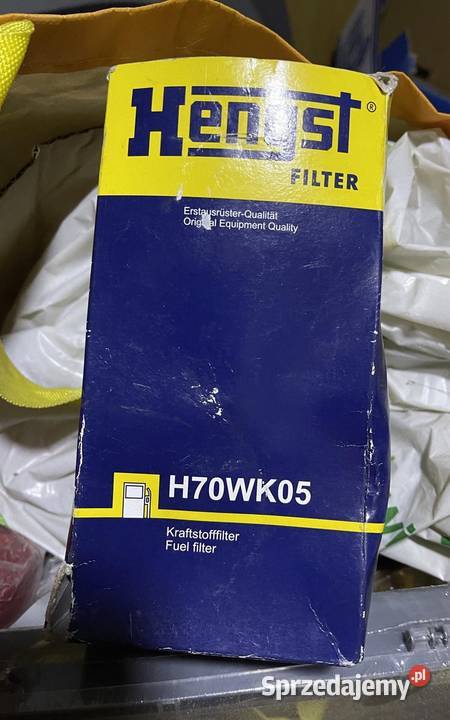 Hengst®
FILTER
Erstausrüster-Qualität
Original Equipment Quality
H70WK05
Kraftstofffilter
Fuel filter
Sprzedajemy.pl